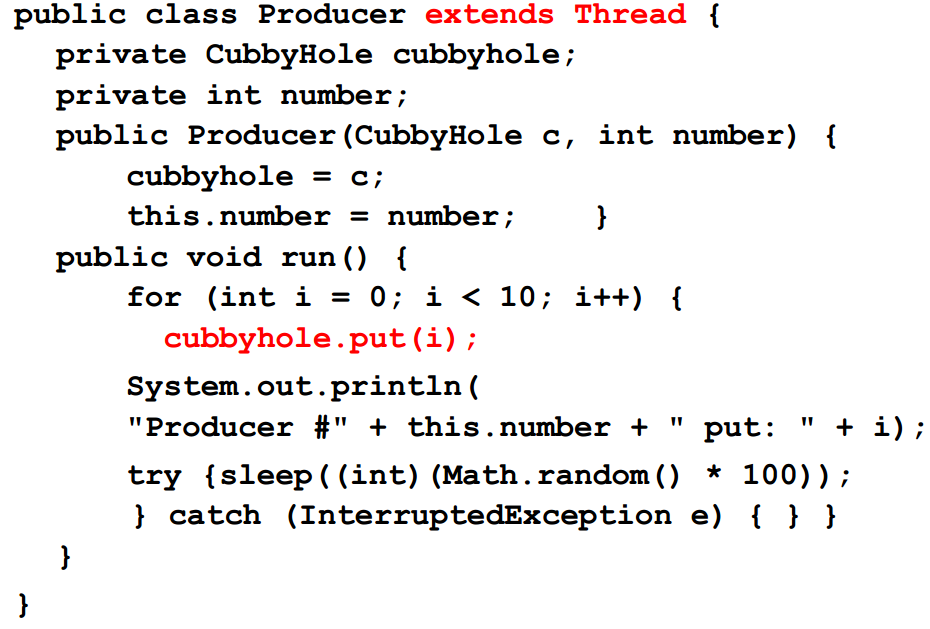 public class Producer extends Thread {
private CubbyHole cubbyhole;
private int number;
public Producer(CubbyHole c, int number) {
cubbyhole = c;
this.number = number;    }
public void run() {
for (int i = 0; i < 10; i++) {
cubbyhole.put(i);
System.out.println(
"Producer #" + this.number + " put: " + i);
try {sleep((int)(Math.random() * 100));
} catch (InterruptedException e) { } }
}
}